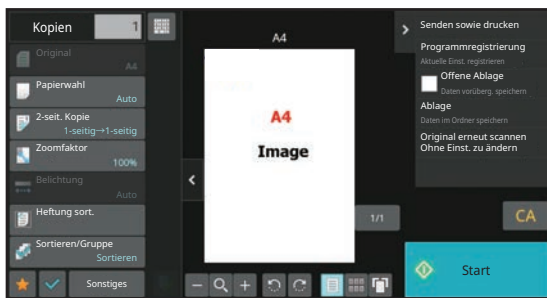 Kopien 1
Original
A4
Papierwahl
Auto
2-seit. Kopie
1-seitig→1-seitig
Zoomfaktor
100%
Belichtung
Auto
Heftung sort.
Sortieren/Gruppe
Sortieren
Sonstiges
A4
A4
Image
1/1
Senden sowie drucken
Programmregistrierung
Aktuelle Einst. registrieren
Offene Ablage
Daten vorüberg. speichern
Ablage
Daten im Ordner speichern
Original erneut scannen
Ohne Einst. zu ändern
CA
Start